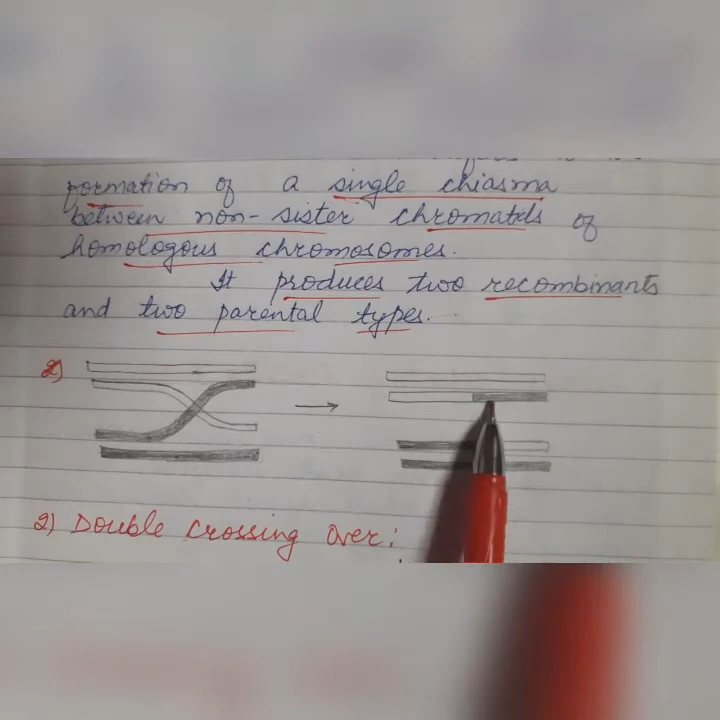 formation of a single chiasma
between non-sister chromatids of
homologous chromosomes.
It produces two recombinants
and two parental types.
2) Double Crossing Over: